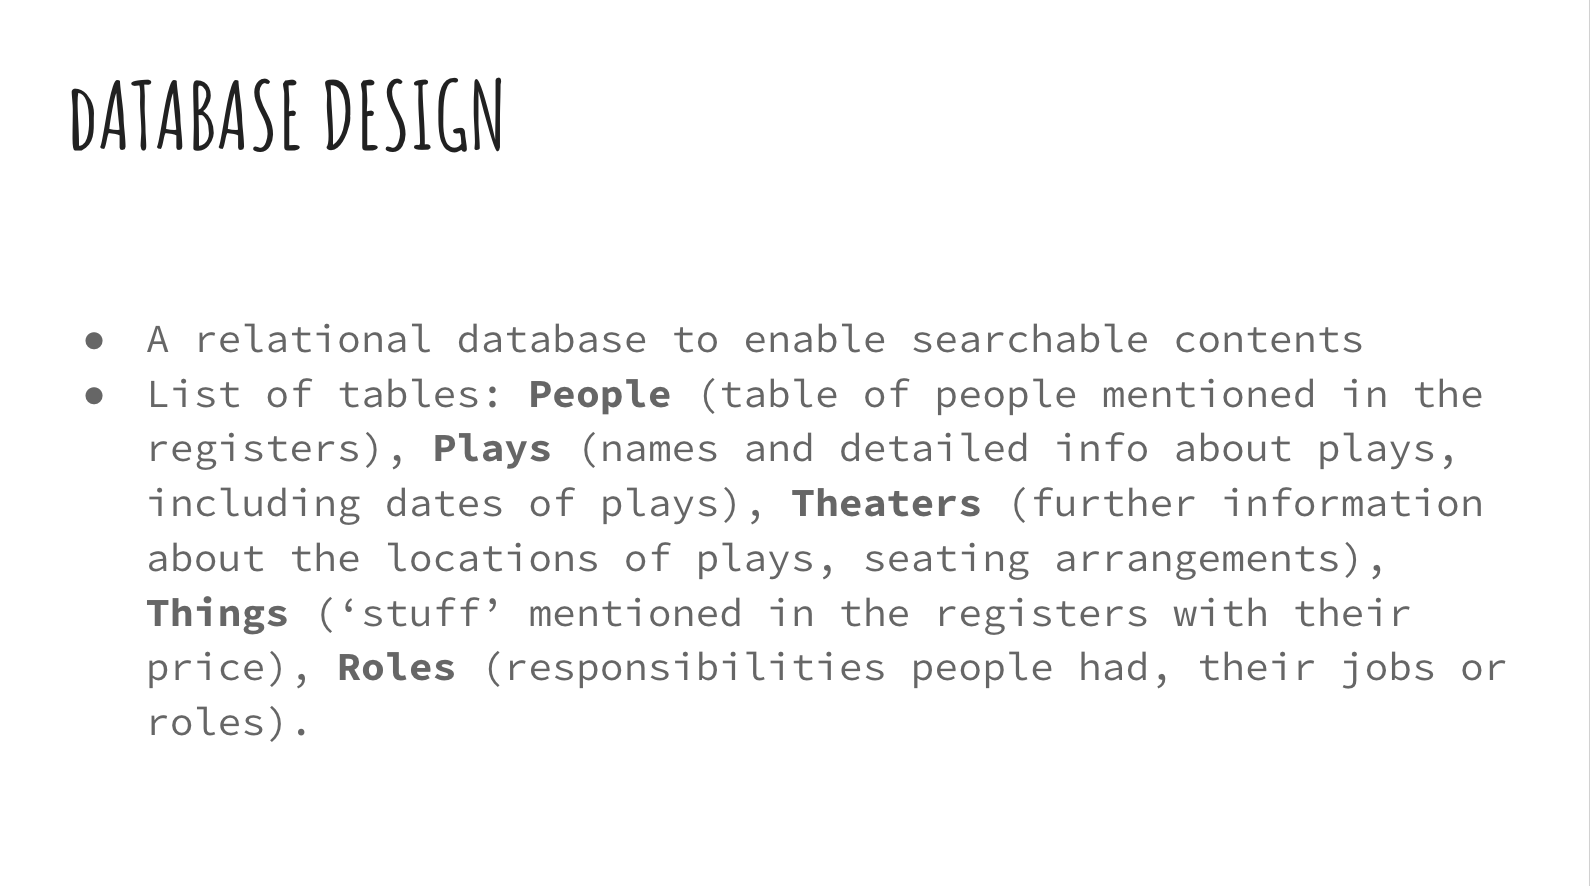 DATABASE DESIGN
● A relational database to enable searchable contents
● List of tables: People (table of people mentioned in the
registers), Plays (names and detailed info about plays,
including dates of plays), Theaters (further information
about the locations of plays, seating arrangements),
Things (‘stuff’ mentioned in the registers with their
price), Roles (responsibilities people had, their jobs or
roles).